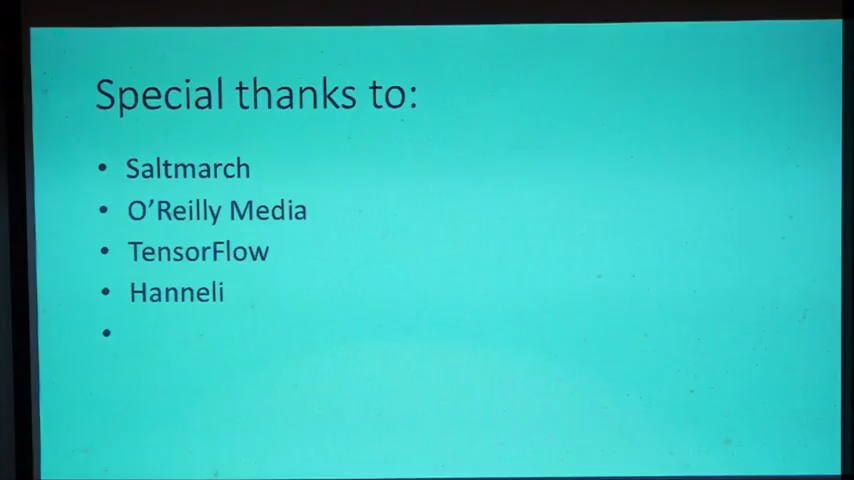 Special thanks to:
• Saltmarch
• O'Reilly Media
• TensorFlow
• Hanneli
•